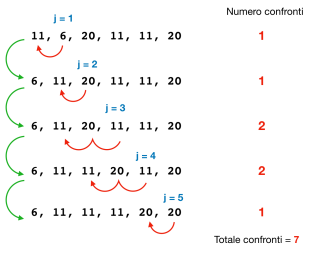 Numero confronti
j = 1
11, 6, 20, 11, 11, 20 1
j = 2
6, 11, 20, 11, 11, 20 1
j = 3
6, 11, 20, 11, 11, 20 2
j = 4
6, 11, 11, 20, 11, 20 2
j = 5
6, 11, 11, 11, 20, 20 1
Totale confronti = 7